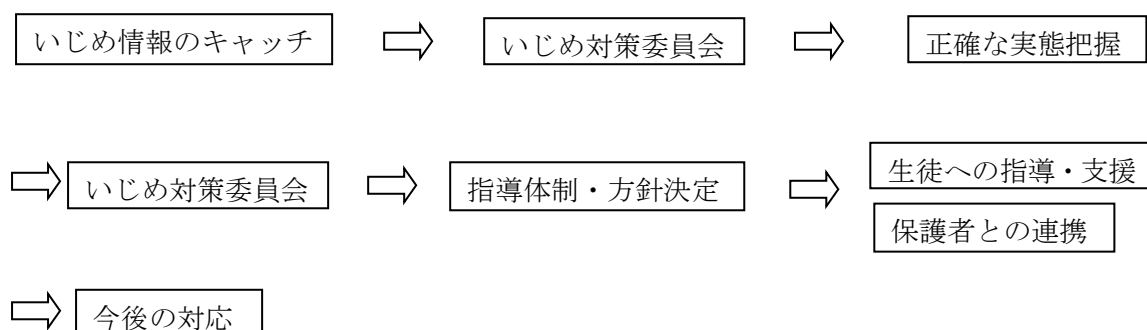 いじめ情報のキャッチ
いじめ対策委員会
正確な実態把握
いじめ対策委員会
指導体制・方針決定
生徒への指導・支援
保護者との連携
今後の対応